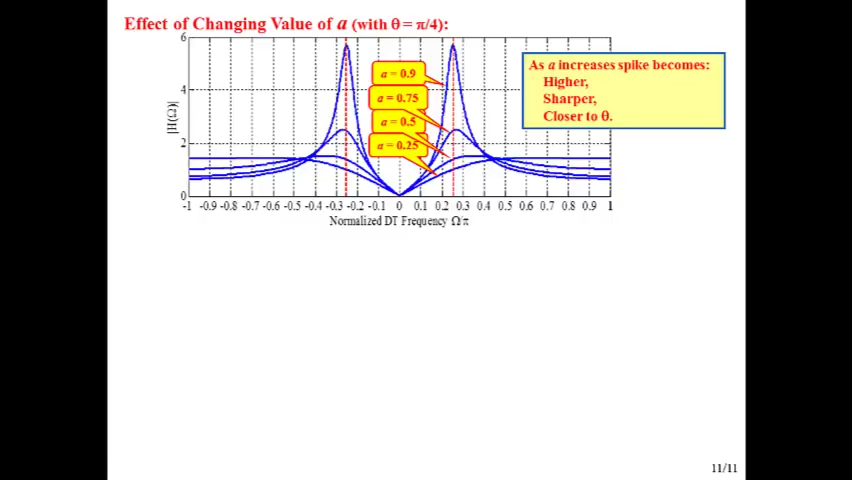 Effect of Changing Value of a (with θ = π/4):
6
4
2
0
|H(Ω)|
a = 0.9
a = 0.75
a = 0.5
a = 0.25
-1 -0.9 -0.8 -0.7 -0.6 -0.5 -0.4 -0.3 -0.2 -0.1 0 0.1 0.2 0.3 0.4 0.5 0.6 0.7 0.8 0.9 1
Normalized DT Frequency Ω/π
As a increases spike becomes:
Higher,
Sharper,
Closer to θ.
11/11